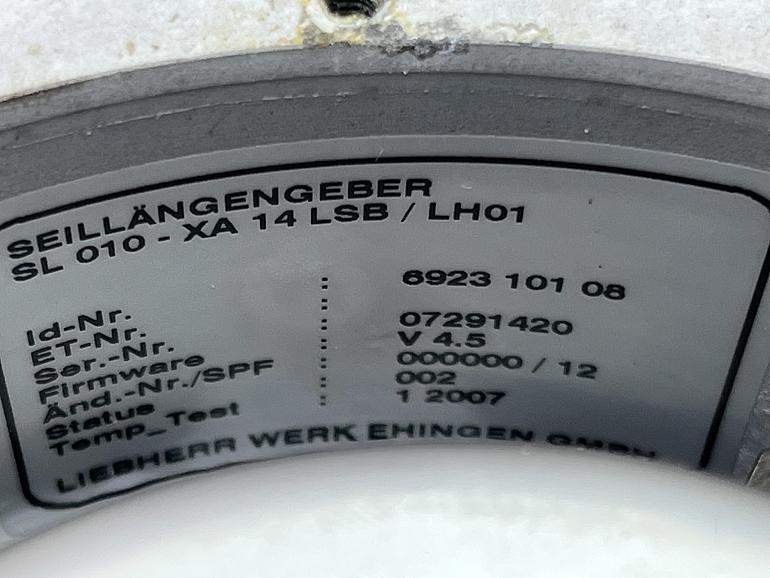 SEILLÄNGENGEBER
SL 010 - XA 14 LSB / LH01
Id-Nr. : 6923 101 08
ET-Nr. :
Ser.-Nr. : 07291420
Firmware : V 4.5
Änd.-Nr./SPF : 000000 / 12
Status : 002
Temp_Test : 1 2007
LIEBHERR WERK EHINGEN GMBH